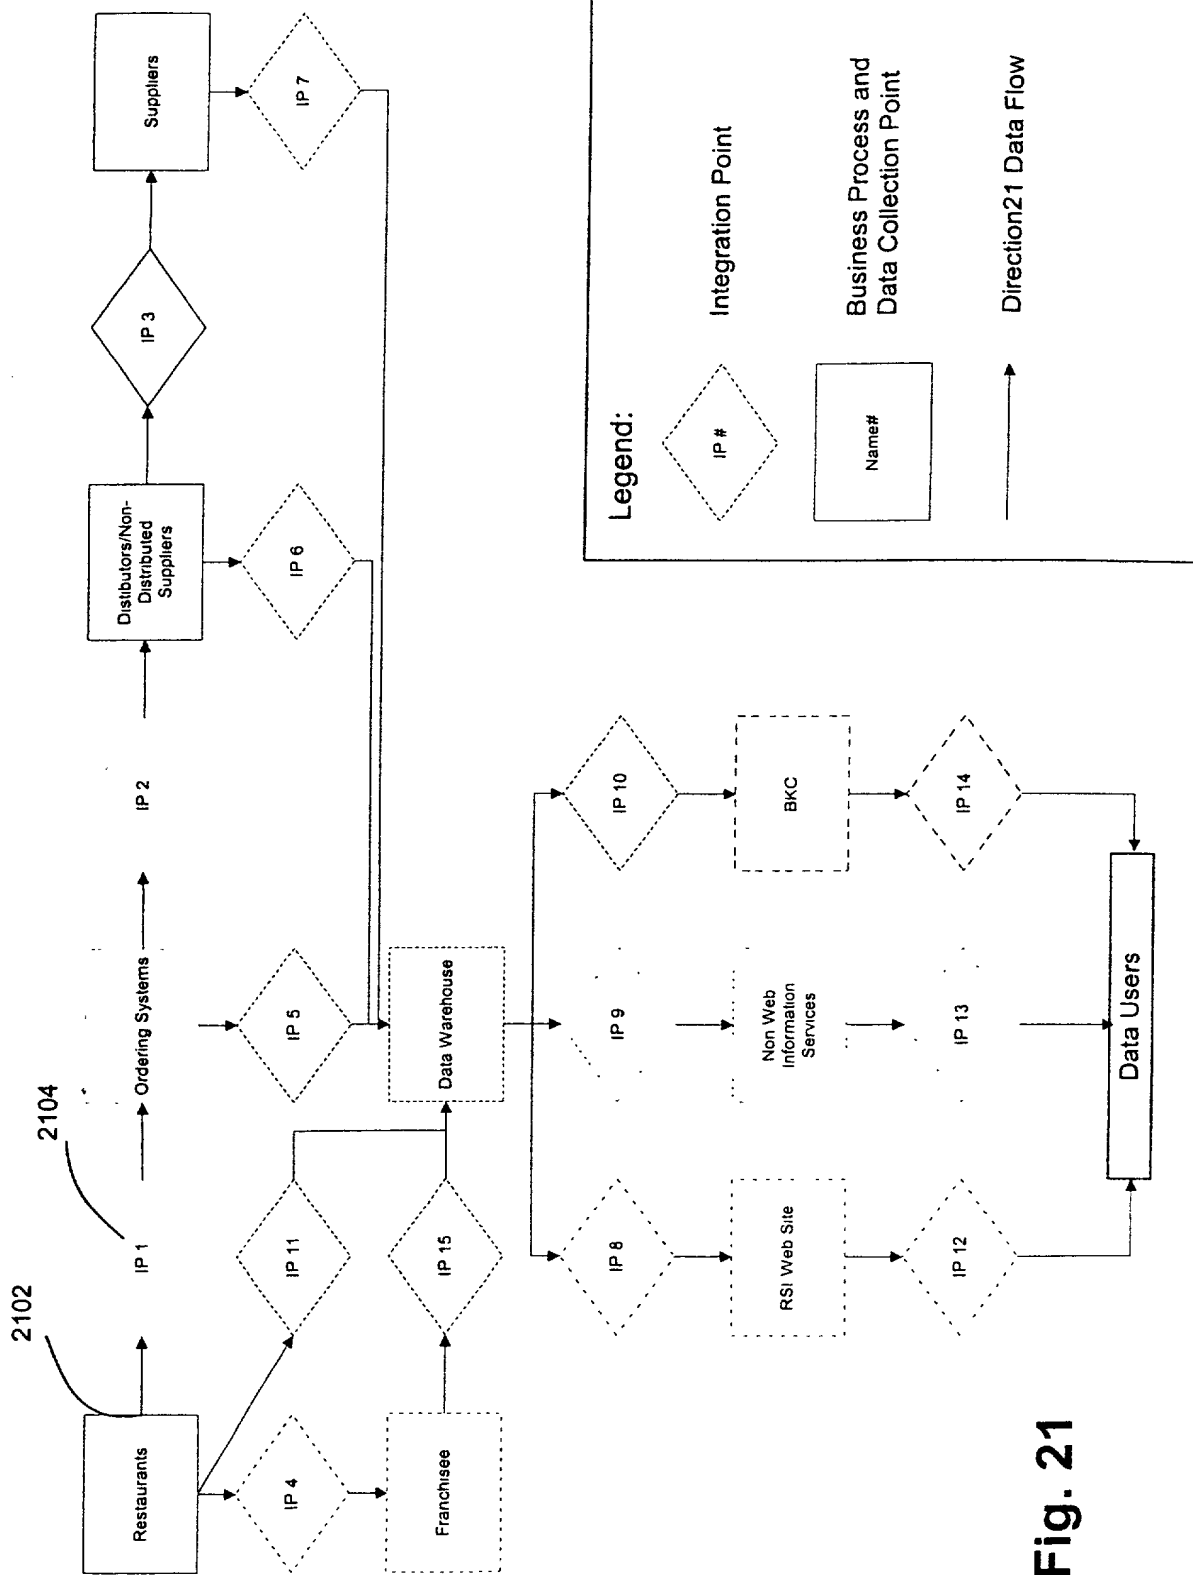 2102
2104
Restaurants
IP 1
Ordering Systems
IP 2
Distibutors/Non-
Distributed
Suppliers
IP 3
Suppliers
IP 4
IP 11
IP 5
IP 6
IP 7
Franchisee
IP 15
Data Warehouse
IP 8
IP 9
IP 10
RSI Web Site
Non Web
Information
Services
BKC
IP 12
IP 13
IP 14
Data Users
Legend:
IP #
Integration Point
Name#
Business Process and
Data Collection Point
Direction21 Data Flow
Fig. 21